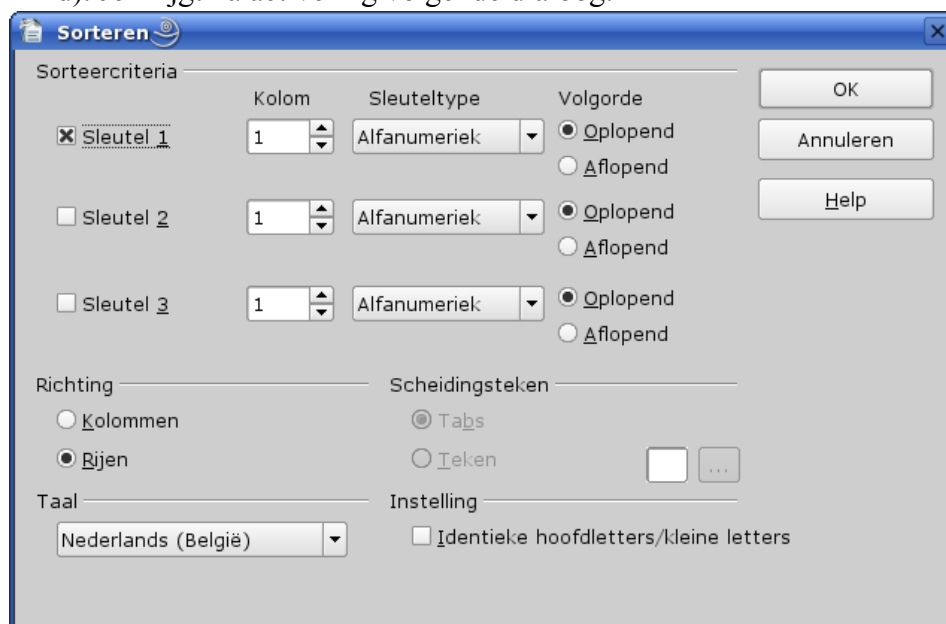 Sorteren
Sorteercriteria
Kolom Sleuteltype Volgorde
OK
Sleutel 1 1 Alfanumeriek Oplopend
Annuleren
Aflopend
Sleutel 2 1 Alfanumeriek Oplopend
Help
Aflopend
Sleutel 3 1 Alfanumeriek Oplopend
Aflopend
Richting Scheidingsteken
Kolommen Tabs
Rijen Teken ...
Taal Instelling
Nederlands (België) Identieke hoofdletters/kleine letters